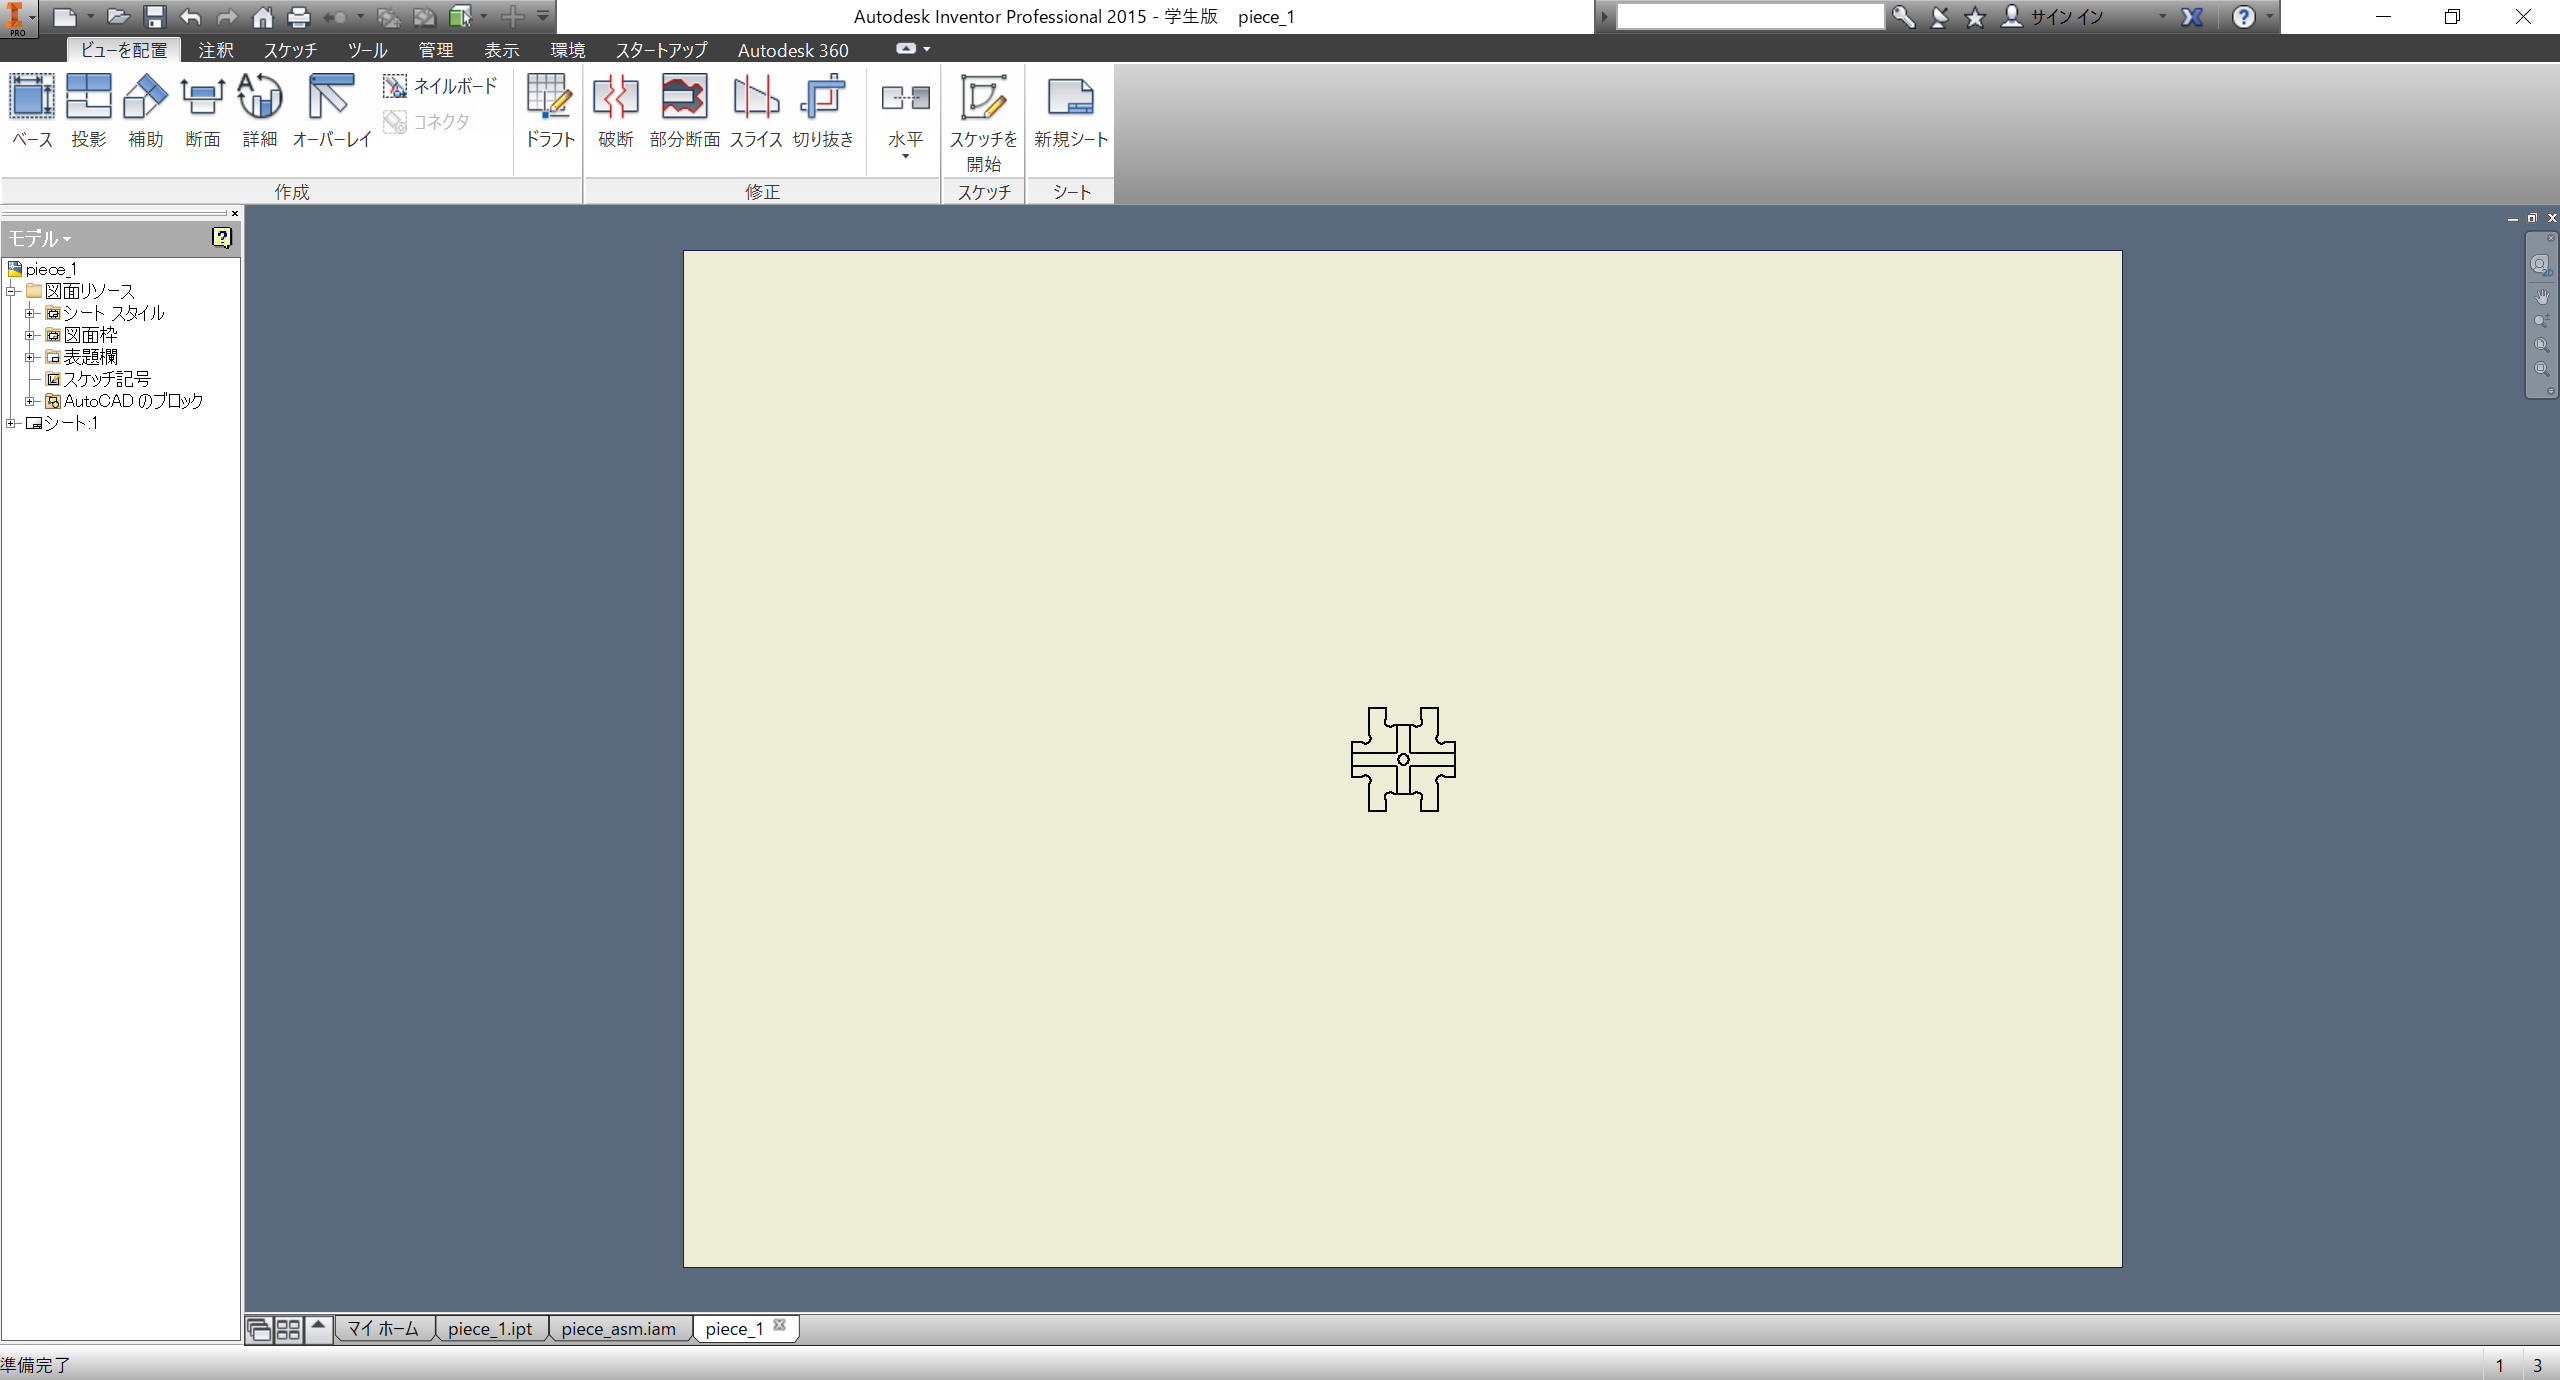 Autodesk Inventor Professional 2015 - 学生版 piece_1
サイン イン
PRO
ビューを配置 注釈 スケッチ ツール 管理 表示 環境 スタートアップ Autodesk 360
ベース 投影 補助 断面 詳細 オーバーレイ ネイルボード
コネクタ
ドラフト 破断 部分断面 スライス 切り抜き 水平 スケッチを
開始
新規シート
作成 修正 スケッチ シート
モデル
piece_1
図面リソース
シート スタイル
図面枠
表題欄
スケッチ記号
AutoCAD のブロック
シート:1
2D
マイ ホーム piece_1.ipt piece_asm.iam piece_1
準備完了 1 3